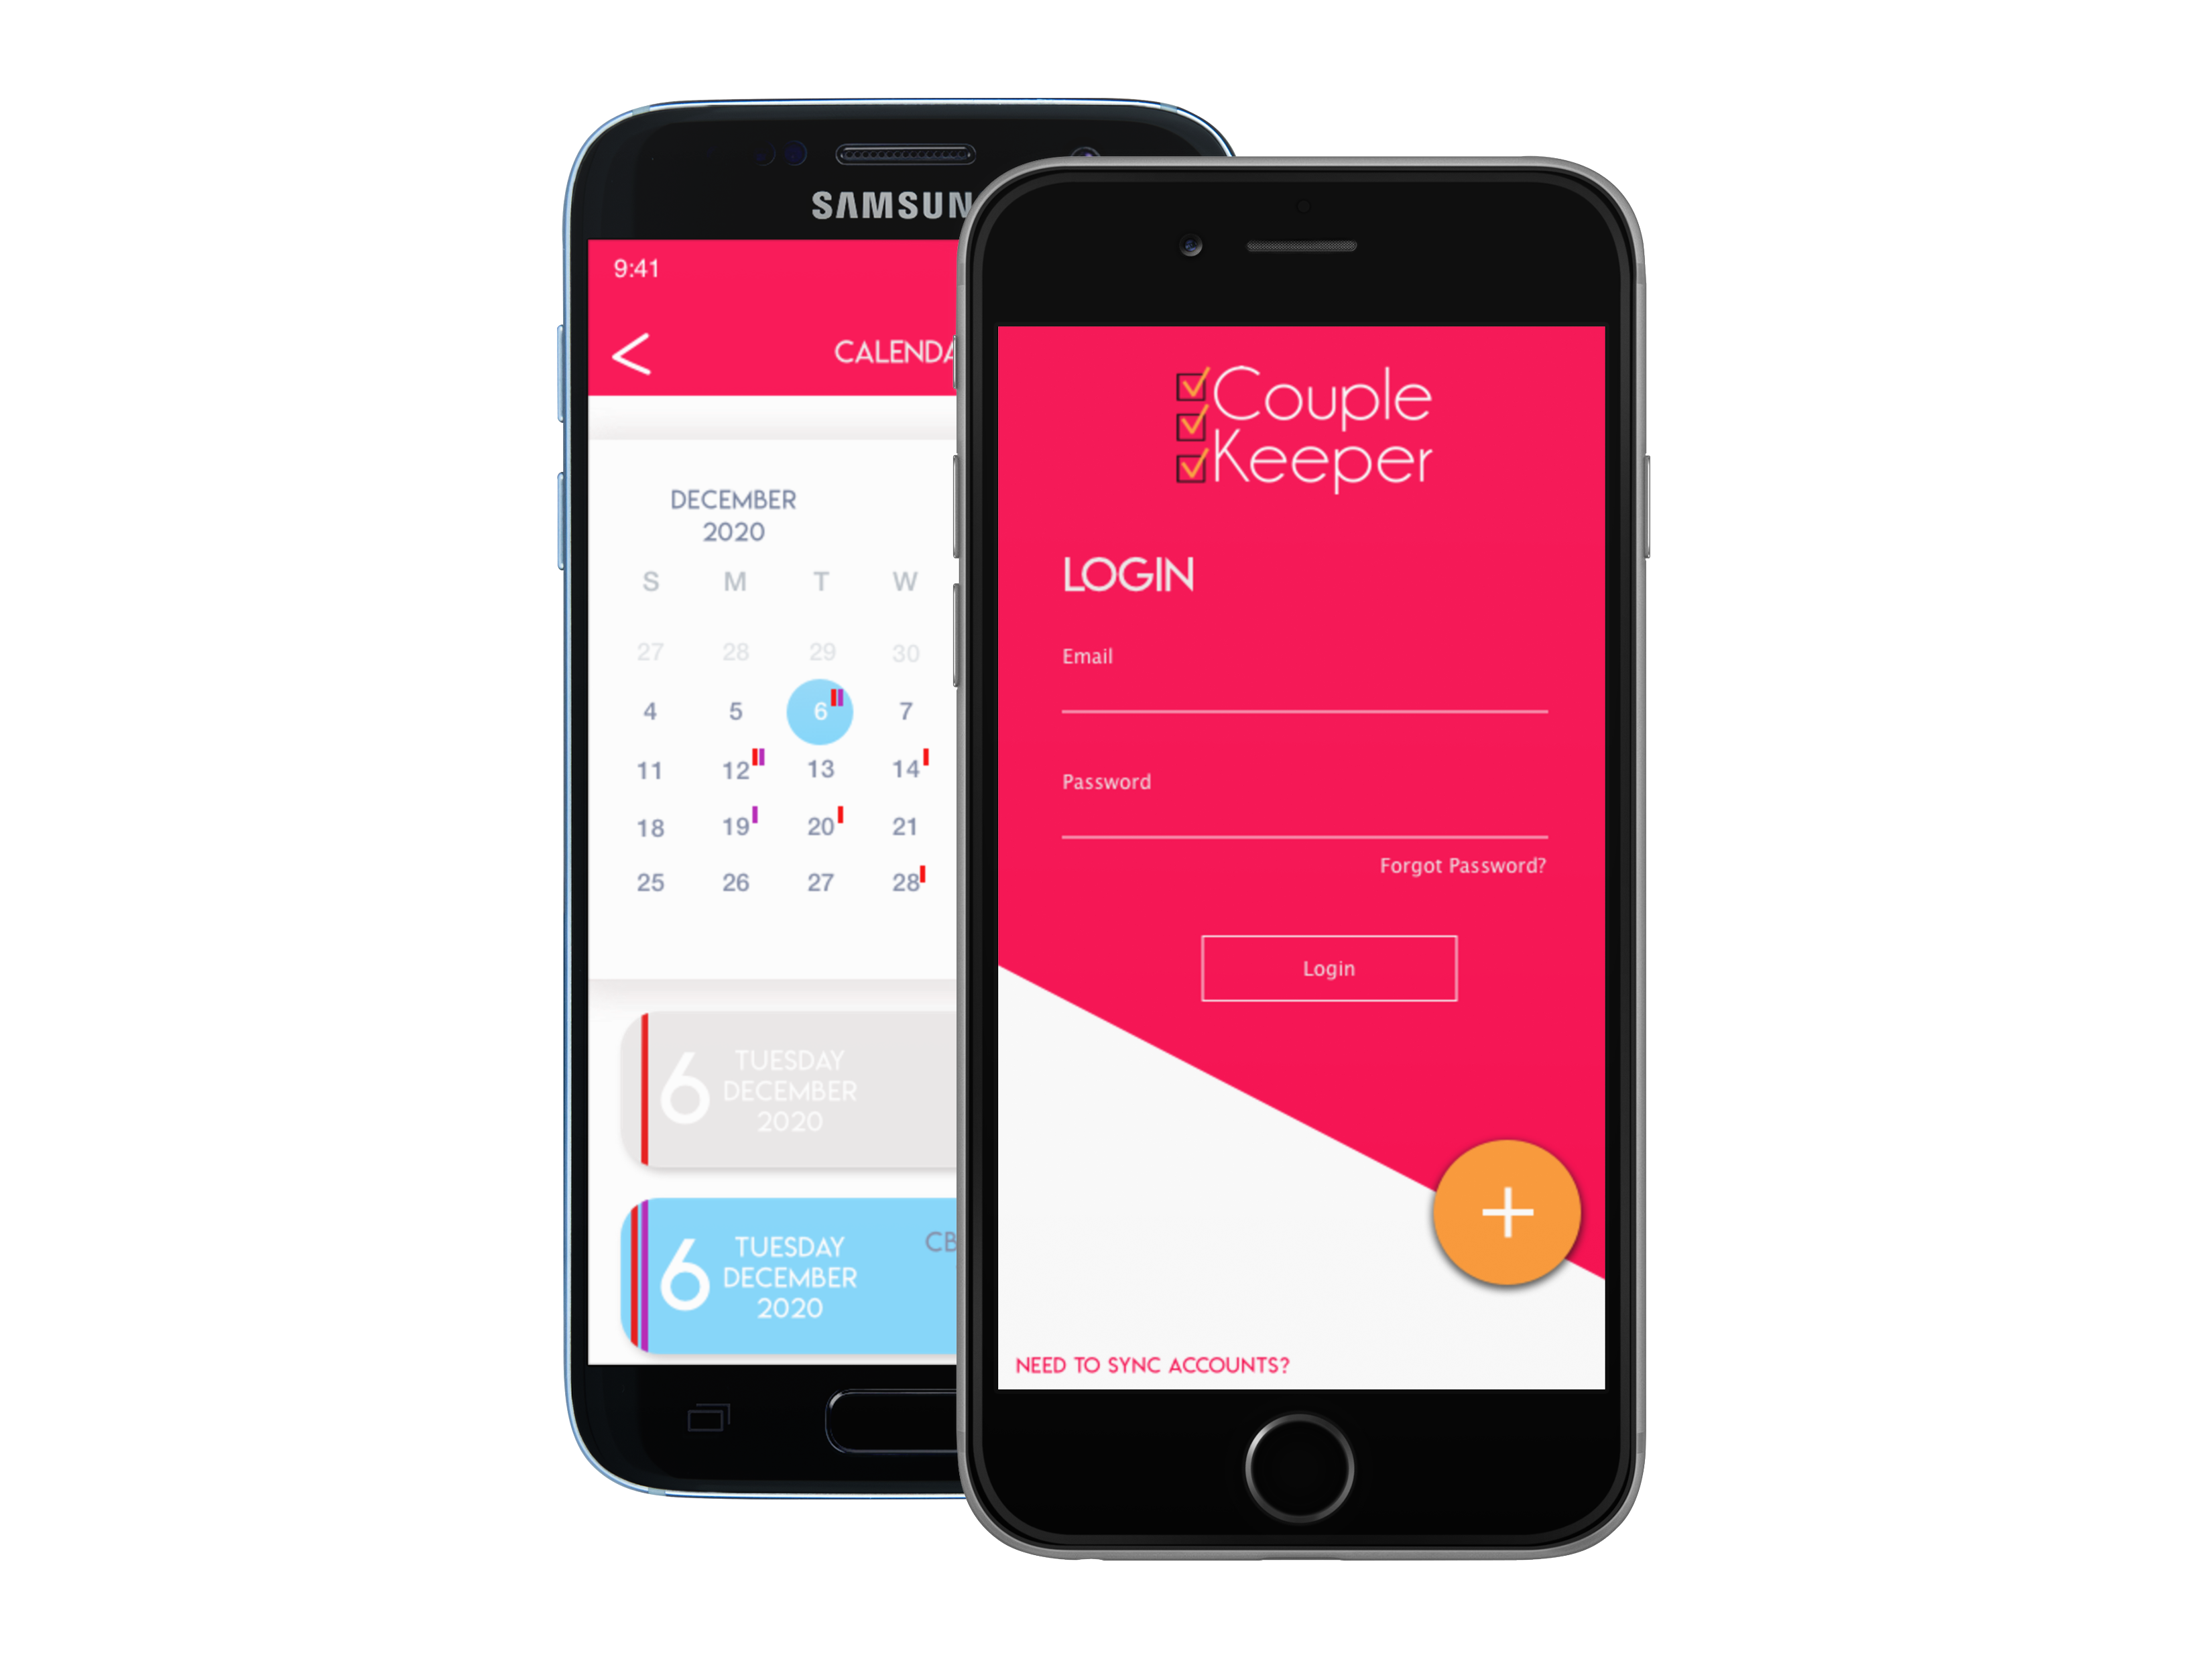 SAMSUN
9:41
< CALENDA
DECEMBER
2020
S M T W
27 28 29 30
4 5 6 7
11 12 13 14
18 19 20 21
25 26 27 28
6 TUESDAY
DECEMBER
2020
6 TUESDAY
DECEMBER
2020
CB
Couple
Keeper
LOGIN
Email
Password
Forgot Password?
Login
+
NEED TO SYNC ACCOUNTS?